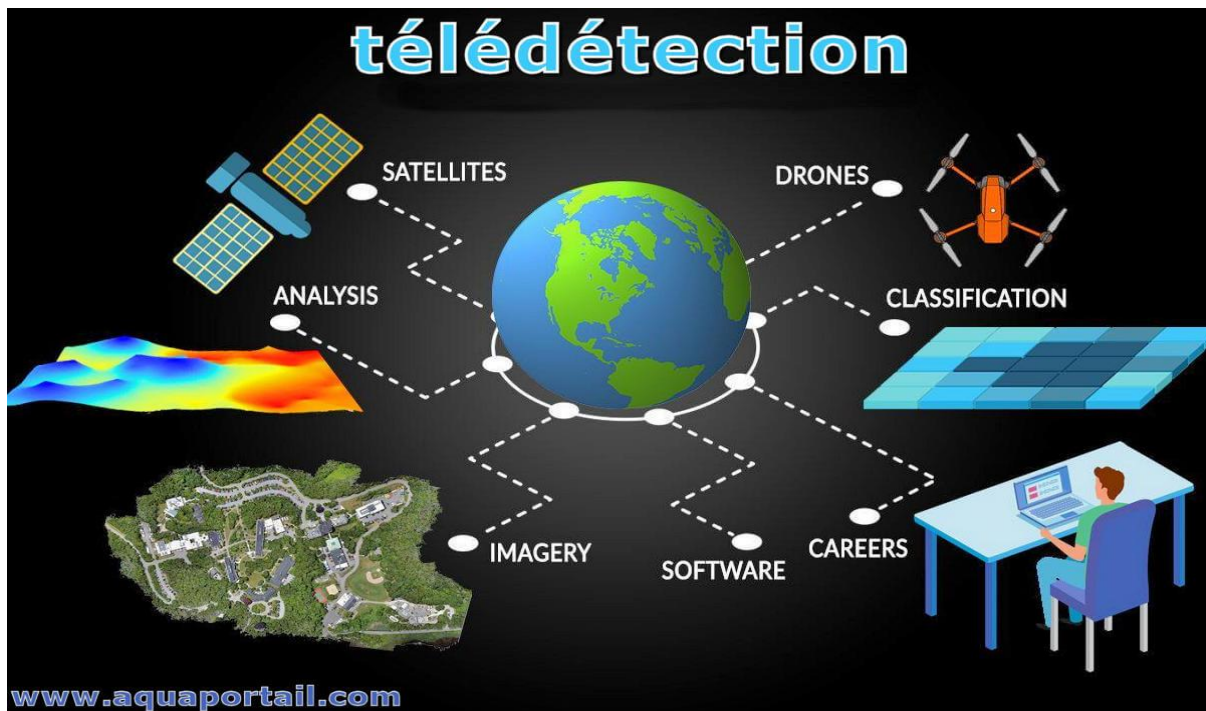 télédétection
SATELLITES
DRONES
ANALYSIS
CLASSIFICATION
IMAGERY
SOFTWARE
CAREERS
www.aquaportail.com